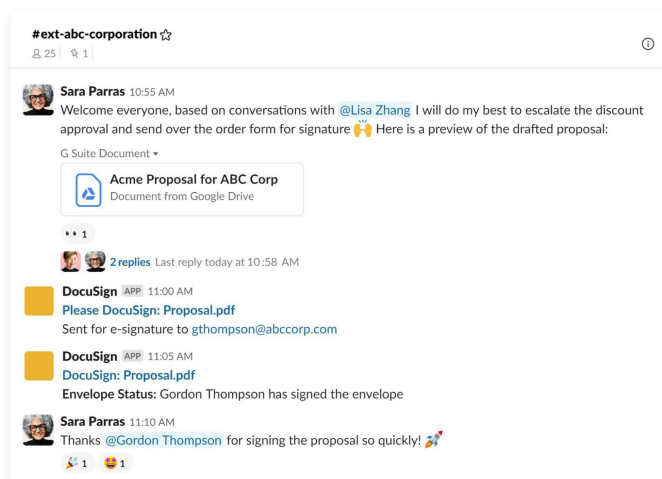 #ext-abc-corporation
25 1
Sara Parras 10:55 AM
Welcome everyone, based on conversations with @Lisa Zhang I will do my best to escalate the discount
approval and send over the order form for signature 🙌 Here is a preview of the drafted proposal:
G Suite Document
Acme Proposal for ABC Corp
Document from Google Drive
👀 1
2 replies Last reply today at 10:58 AM
DocuSign APP 11:00 AM
Please DocuSign: Proposal.pdf
Sent for e-signature to gthompson@abccorp.com
DocuSign APP 11:05 AM
DocuSign: Proposal.pdf
Envelope Status: Gordon Thompson has signed the envelope
Sara Parras 11:10 AM
Thanks @Gordon Thompson for signing the proposal so quickly! 🚀
🎉 1 🤩 1